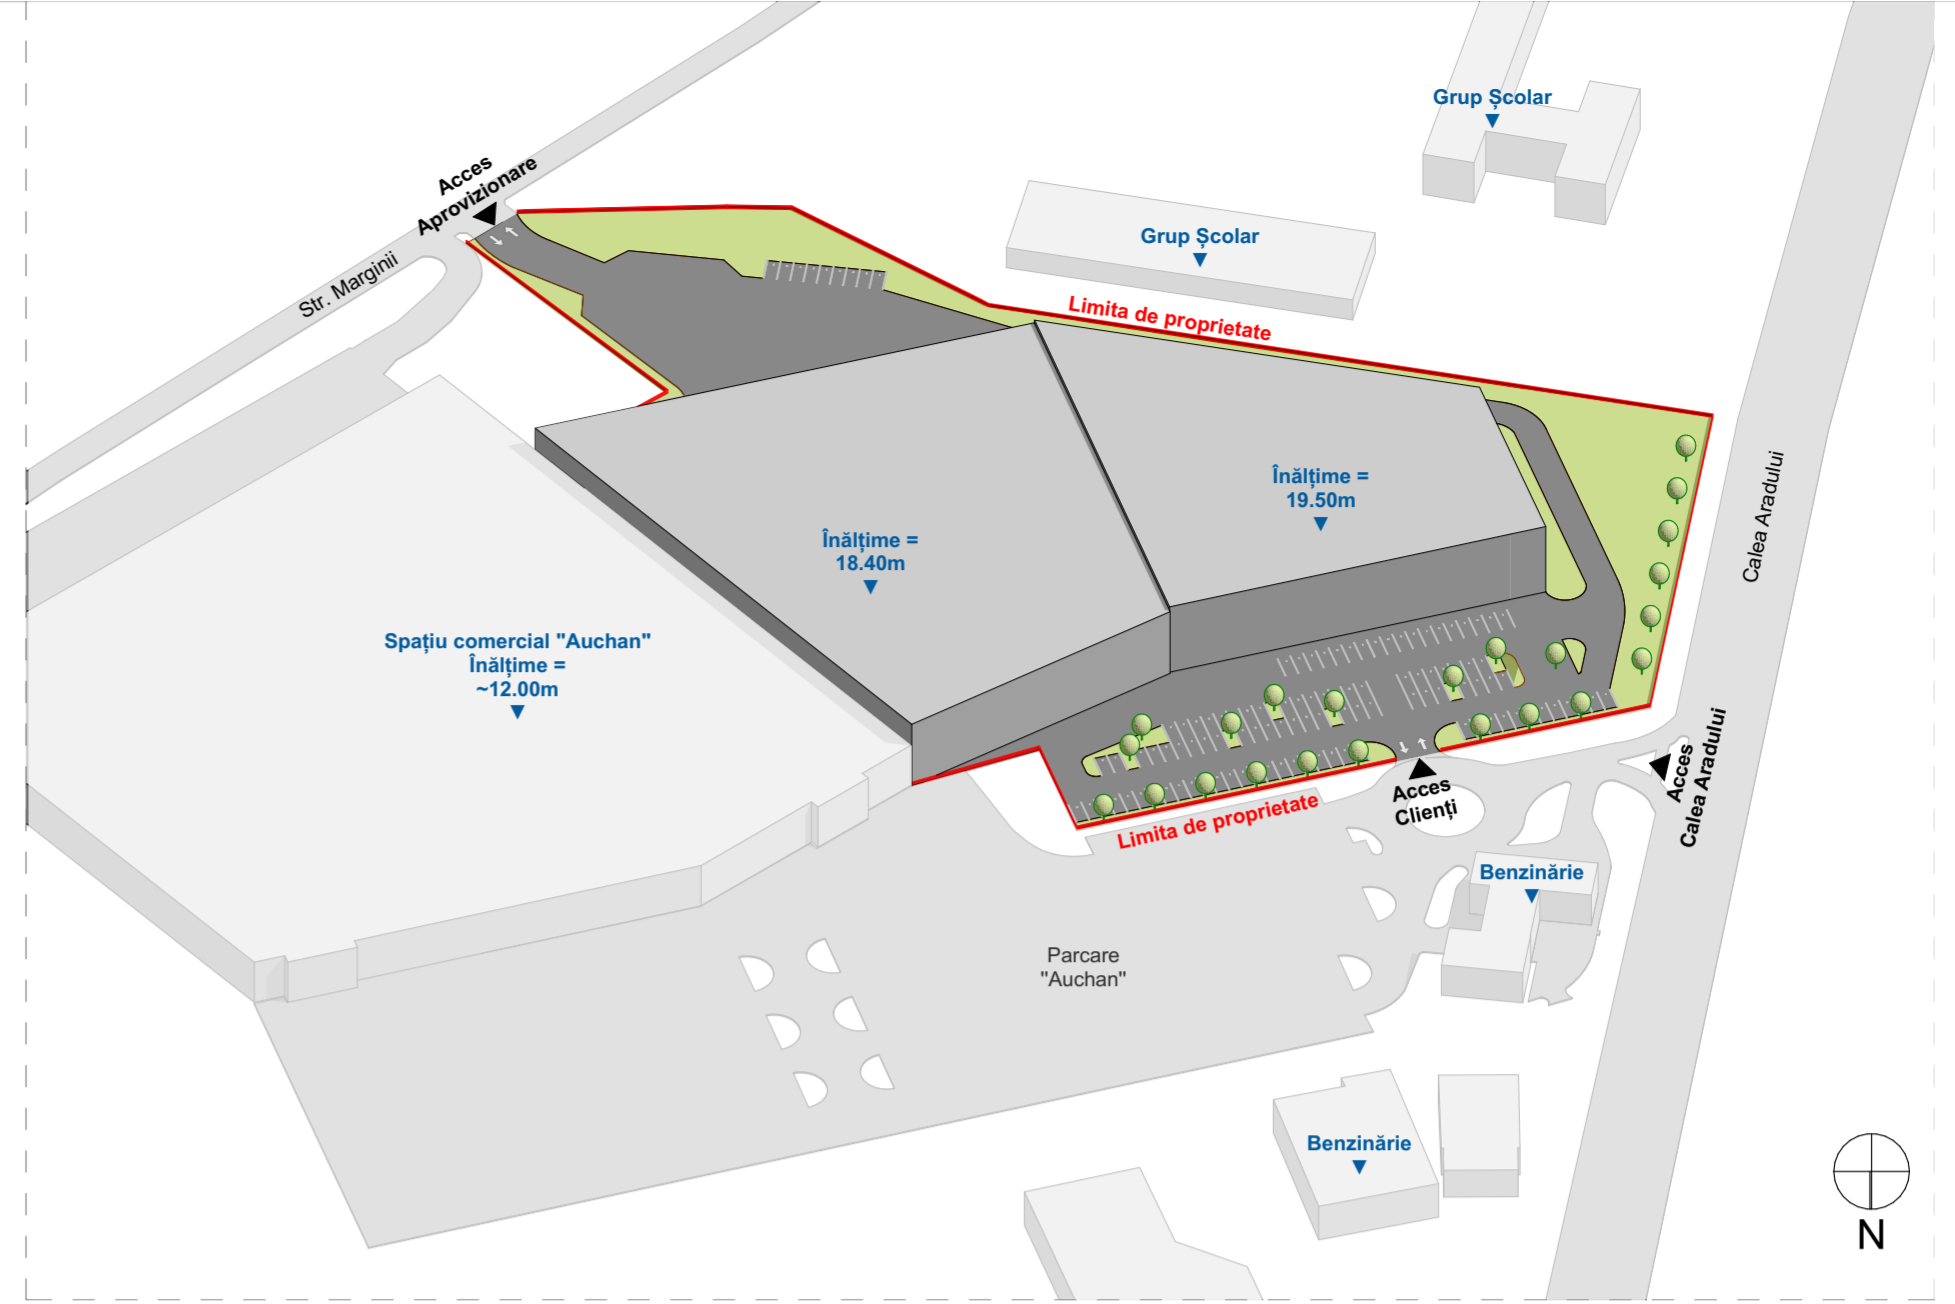 Grup Școlar
Acces
Aprovizionare
Grup Școlar
Str. Marginii
Limita de proprietate
Înălțime =
19.50m
Calea Aradului
Înălțime =
18.40m
Spațiu comercial "Auchan"
Înălțime =
~12.00m
Acces
Calea Aradului
Acces
Clienți
Limita de proprietate
Benzinărie
Parcare
"Auchan"
Benzinărie
N